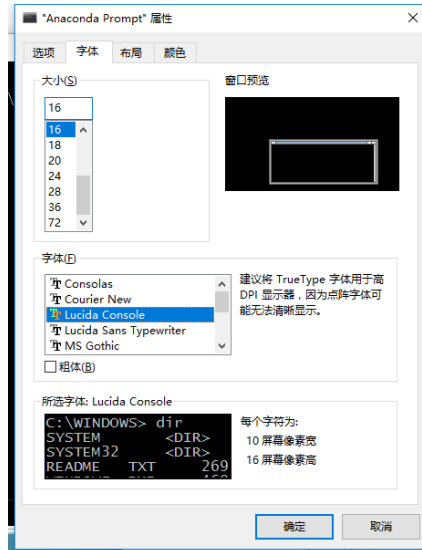 "Anaconda Prompt" 属性
选项 字体 布局 颜色
大小(S)
窗口预览
16
16
18
20
24
28
36
72
字体(F)
Consolas
Courier New
Lucida Console
Lucida Sans Typewriter
MS Gothic
建议将 TrueType 字体用于高
DPI 显示器，因为点阵字体可
能无法清晰显示。
粗体(B)
所选字体: Lucida Console
C:\WINDOWS> dir
SYSTEM <DIR>
SYSTEM32 <DIR>
README TXT 269
每个字符为:
10 屏幕像素宽
16 屏幕像素高
确定 取消